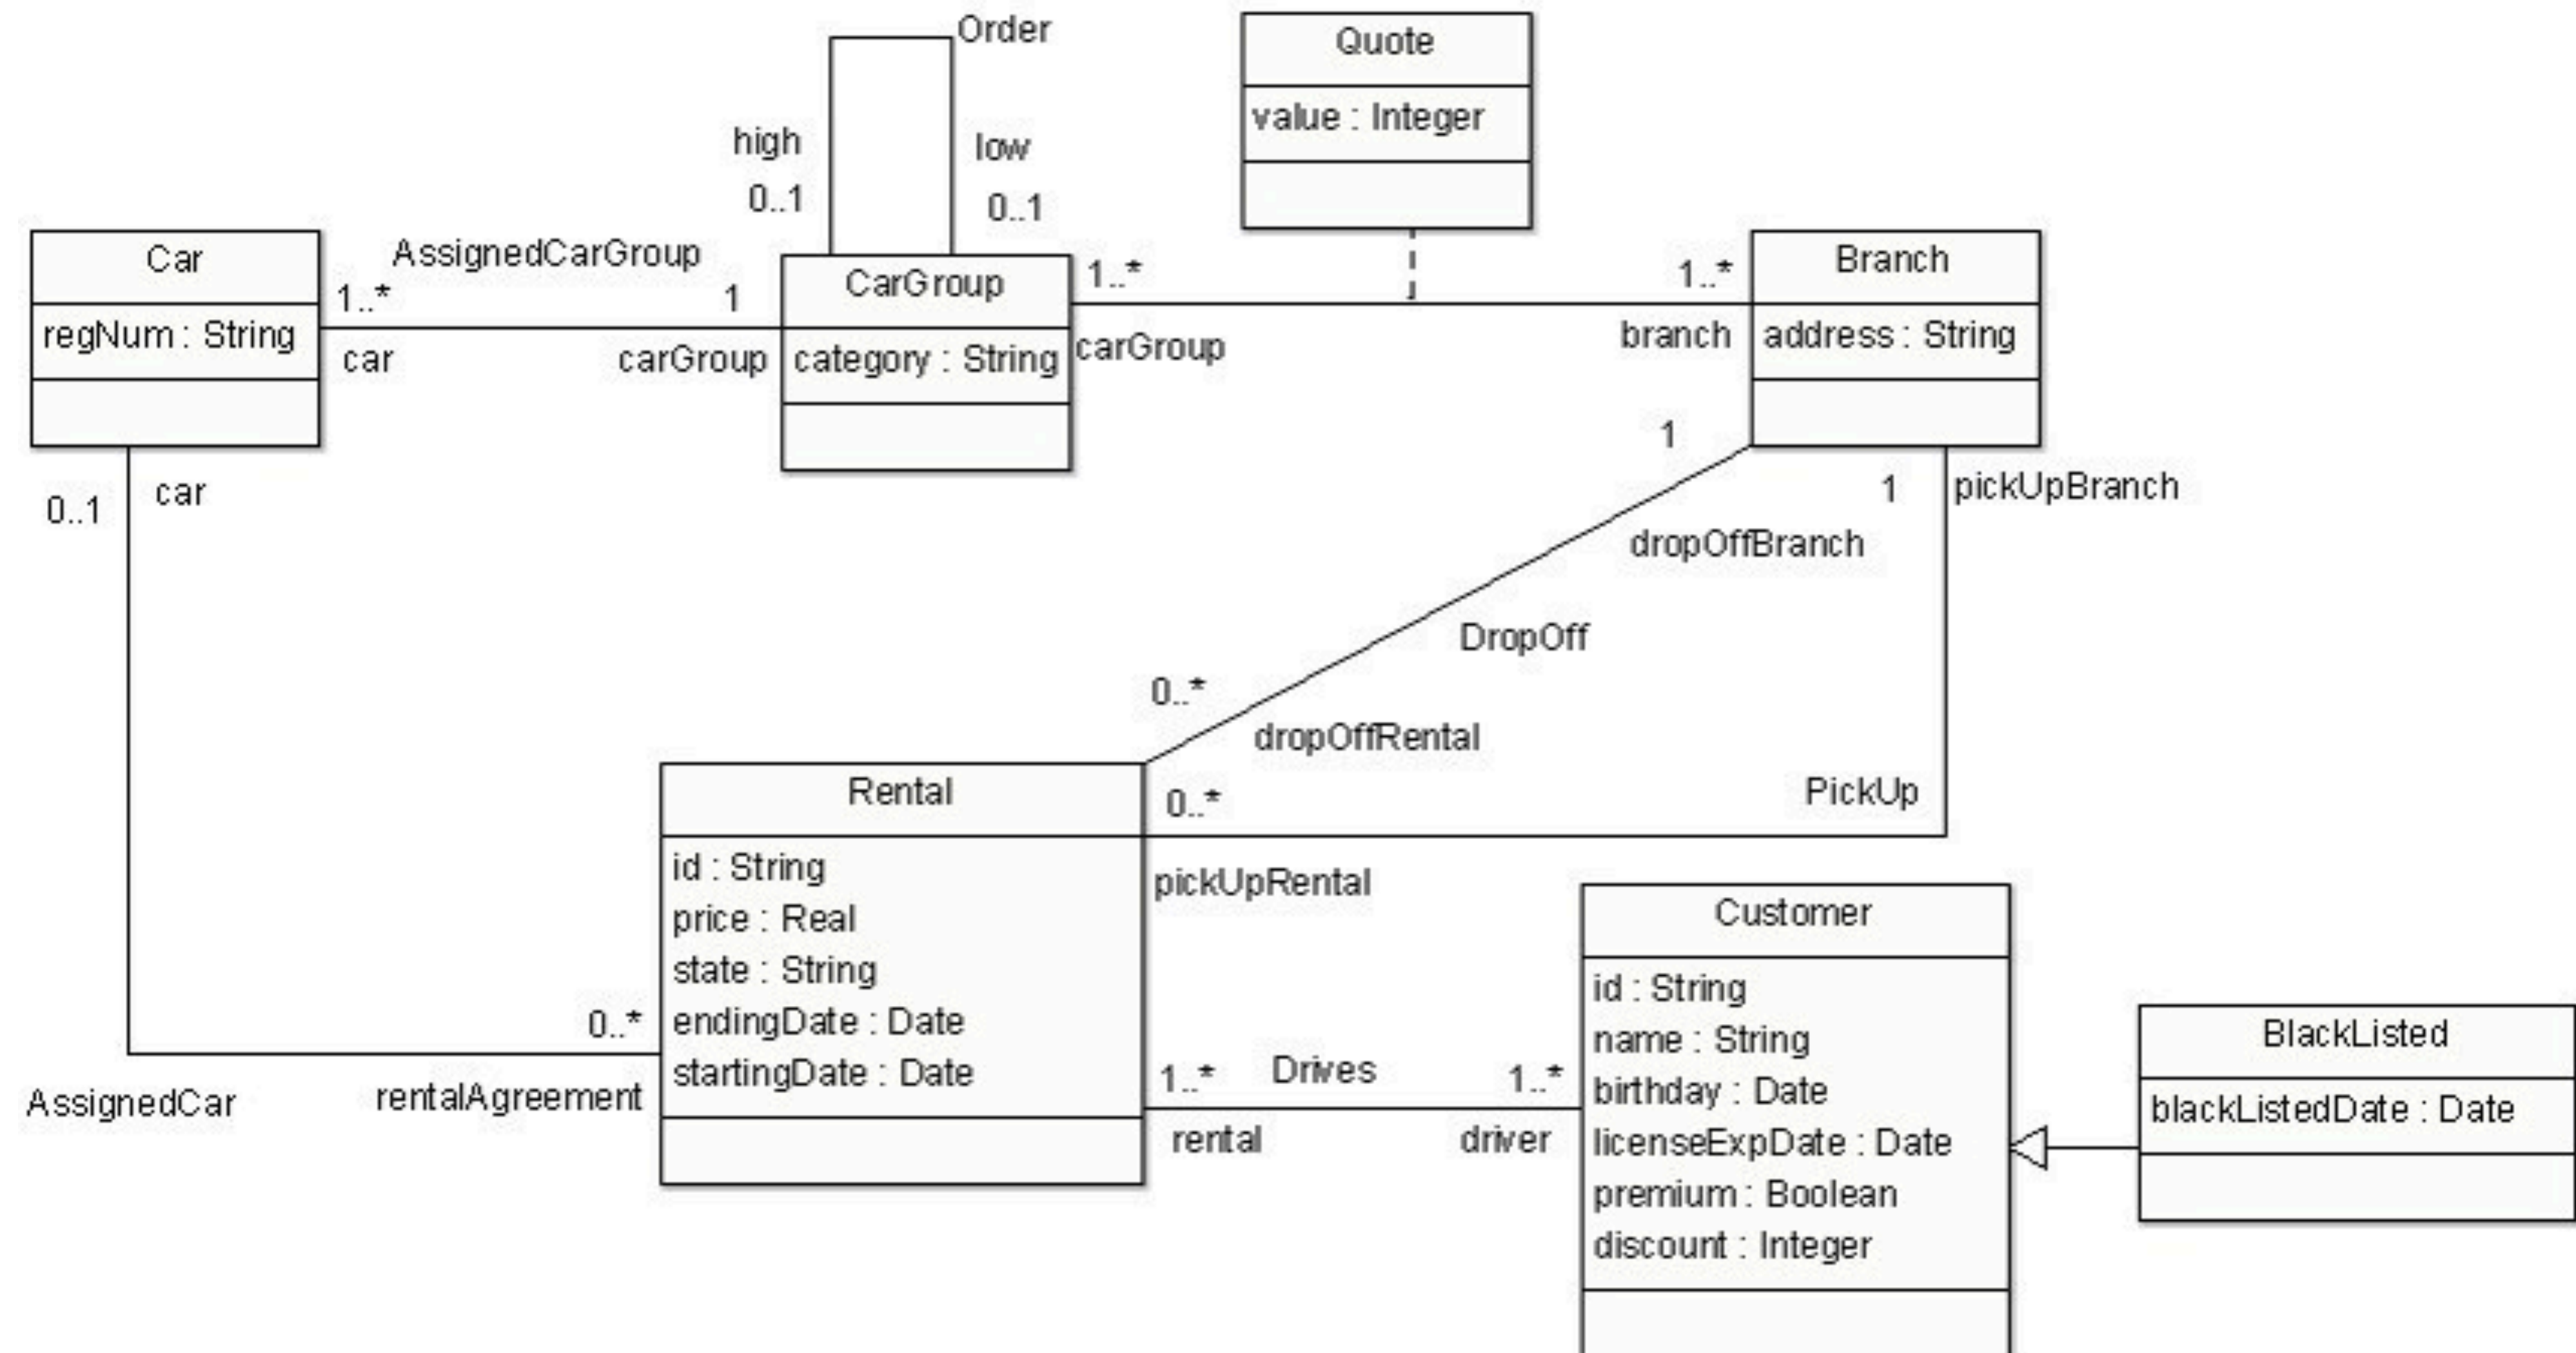 Order
Quote
value : Integer
high
low
0..1
0..1
Car
regNum : String
AssignedCarGroup
1..*
1
car
carGroup
CarGroup
category : String
1..*
1..*
carGroup
branch
Branch
address : String
0..1
car
1
1
pickUpBranch
dropOffBranch
DropOff
0..*
dropOffRental
Rental
0..*
PickUp
id : String
price : Real
state : String
endingDate : Date
startingDate : Date
pickUpRental
Customer
id : String
name : String
birthday : Date
licenseExpDate : Date
premium : Boolean
discount : Integer
BlackListed
blackListedDate : Date
0..*
AssignedCar
rentalAgreement
1..*
Drives
1..*
rental
driver